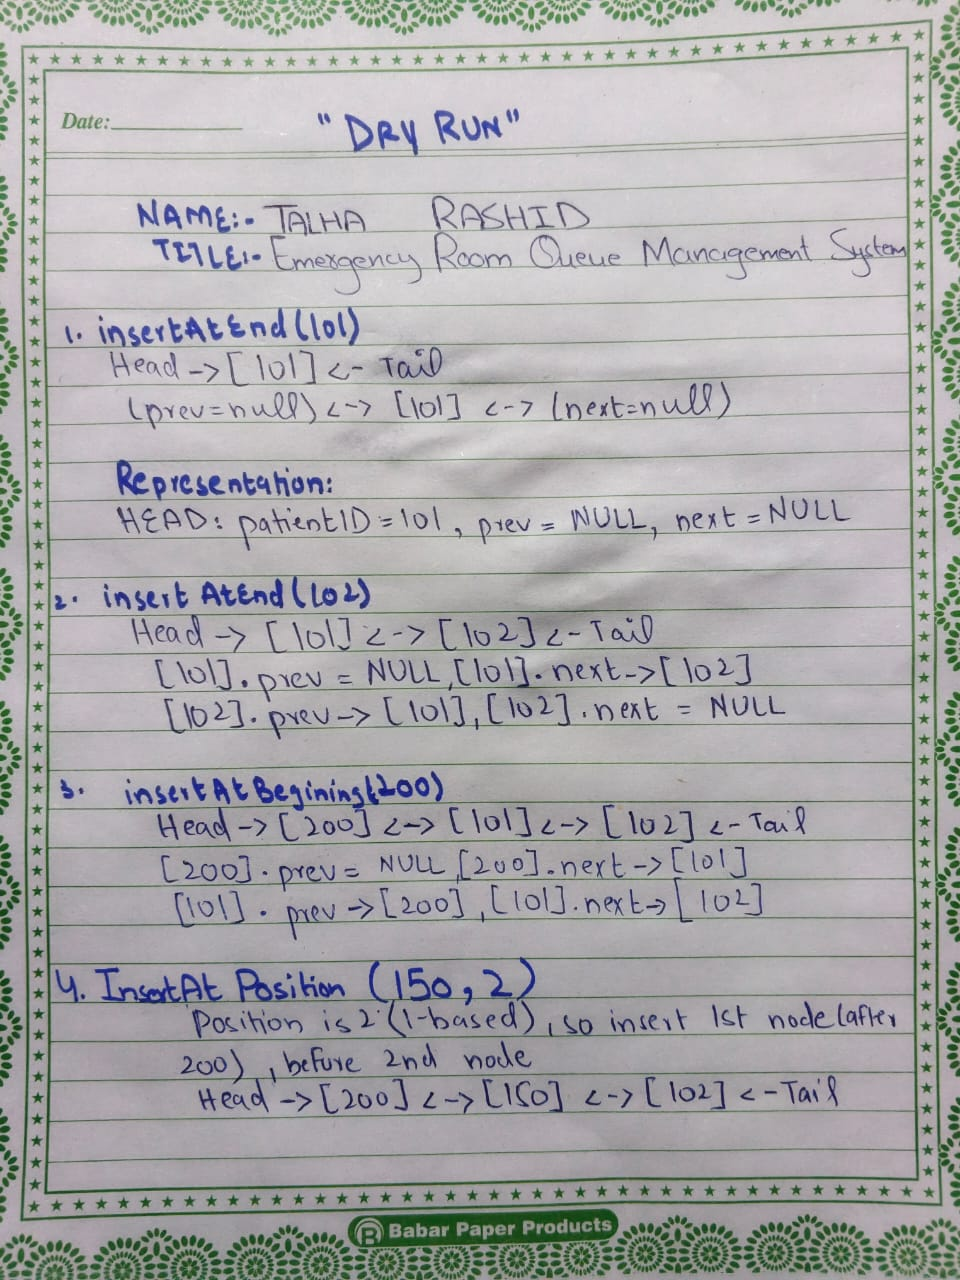 Date:
"DRY RUN"
NAME:- TALHA RASHID
TITLE:- Emergency Room Queue Management System
1. insertAtEnd(101)
Head -> [101] <- Tail
(prev=null) <-> [101] <-> (next=null)
Representation:
HEAD: patientID = 101, prev = NULL, next = NULL
2. insert AtEnd(102)
Head -> [101] <-> [102] <- Tail
[101]. prev = NULL, [101]. next -> [102]
[102]. prev -> [101], [102]. next = NULL
3. insertAtBegining(200)
Head -> [200] <-> [101] <-> [102] <- Tail
[200]. prev = NULL, [200]. next -> [101]
[101]. prev -> [200], [101]. next -> [102]
4. InsertAt Position (150, 2)
Position is 2 (1-based), so insert 1st node (after
200), before 2nd node
Head -> [200] <-> [150] <-> [102] <- Tail
R Babar Paper Products